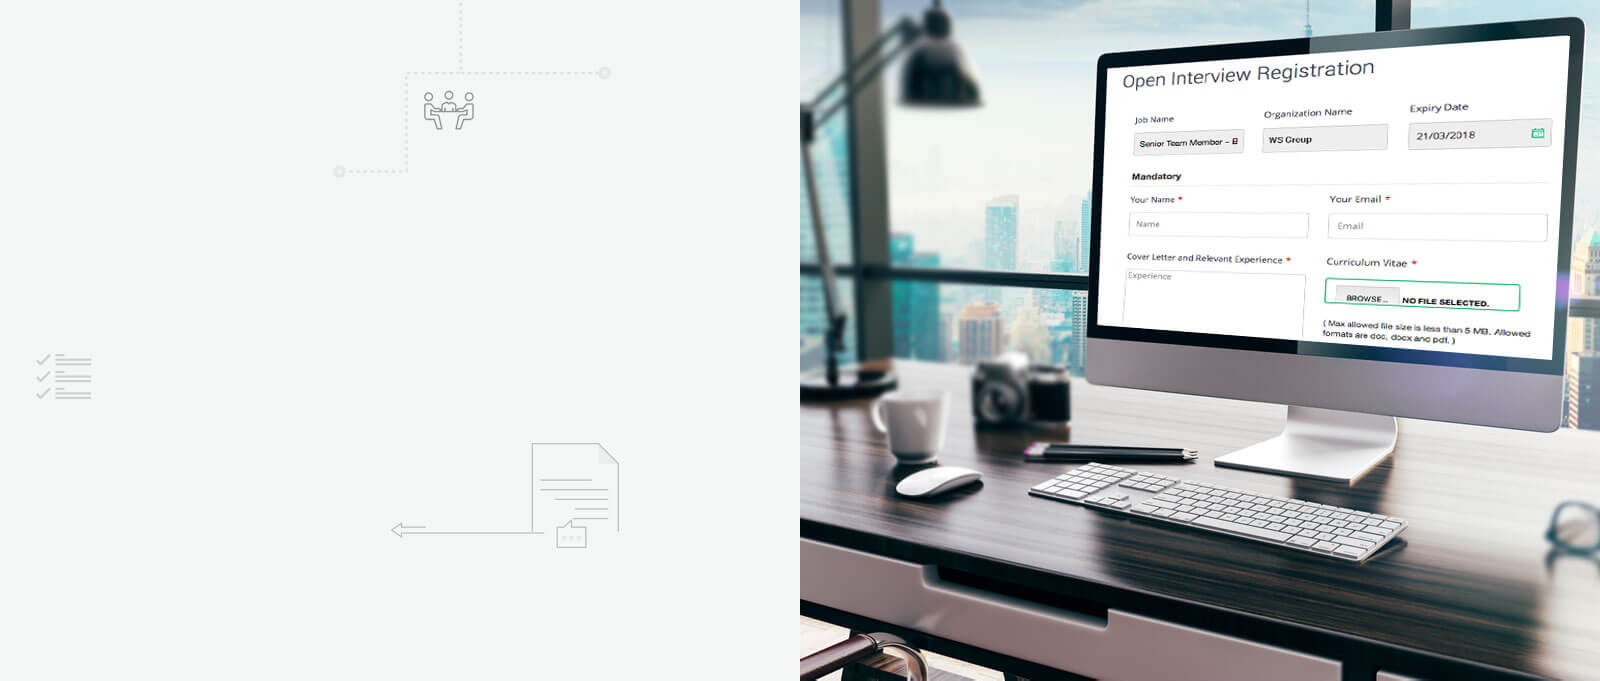 Open Interview Registration
Job Name
Organization Name
Expiry Date
Senior Team Member - B
WS Group
21/03/2018
Mandatory
Your Name *
Your Email *
Name
Email
Cover Letter and Relevant Experience *
Curriculum Vitae *
Experience
BROWSE... NO FILE SELECTED.
( Max allowed file size is less than 5 MB. Allowed
formats are doc, docx and pdf. )